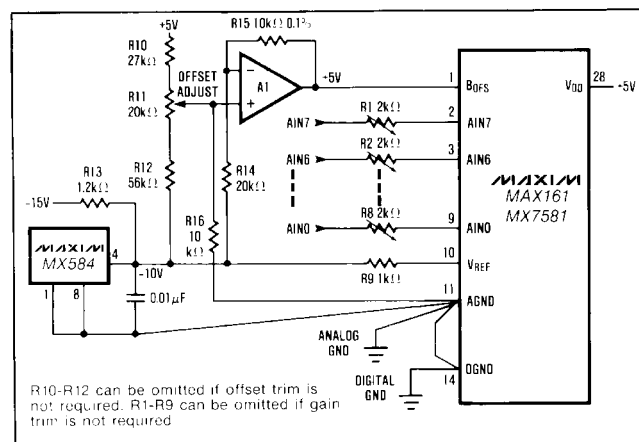 R15 10kΩ 0.1%
+5V
R10
27kΩ
OFFSET
ADJUST
R11
20kΩ
−
+
A1
+5V
1
BOFS
VDD
28
+5V
AIN7
R1 2kΩ
2
AIN7
AIN6
R2 2kΩ
3
AIN6
R12
56kΩ
R13
1.2kΩ
-15V
R14
20kΩ
R16
10
kΩ
AIN0
R8 2kΩ
9
AIN0
MAXIM
MAX161
MX7581
MAXIM
MX584
4
-10V
1
8
0.01µF
R9 1kΩ
10
VREF
11
AGND
ANALOG
GND
DIGITAL
GND
14
DGND
R10-R12 can be omitted if offset trim is
not required. R1-R9 can be omitted if gain
trim is not required